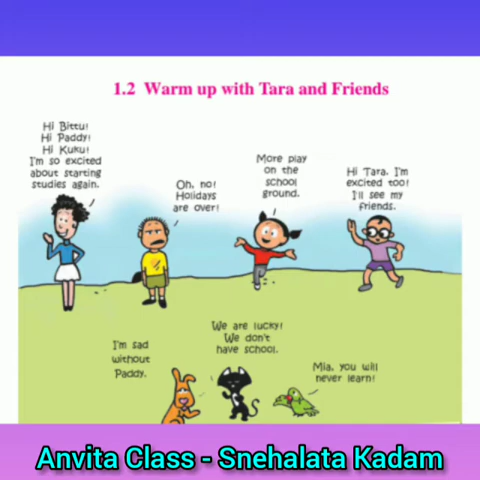 1.2 Warm up with Tara and Friends
Hi Bittu!
Hi Paddy!
Hi Kuku!
I'm so excited
about starting
studies again.
Oh, no!
Holidays
are over!
More play
on the
school
ground.
Hi Tara, I'm
excited too!
I'll see my
friends.
I'm sad
without
Paddy.
We are lucky!
We don't
have school.
Mia, you will
never learn!
Anvita Class - Snehalata Kadam